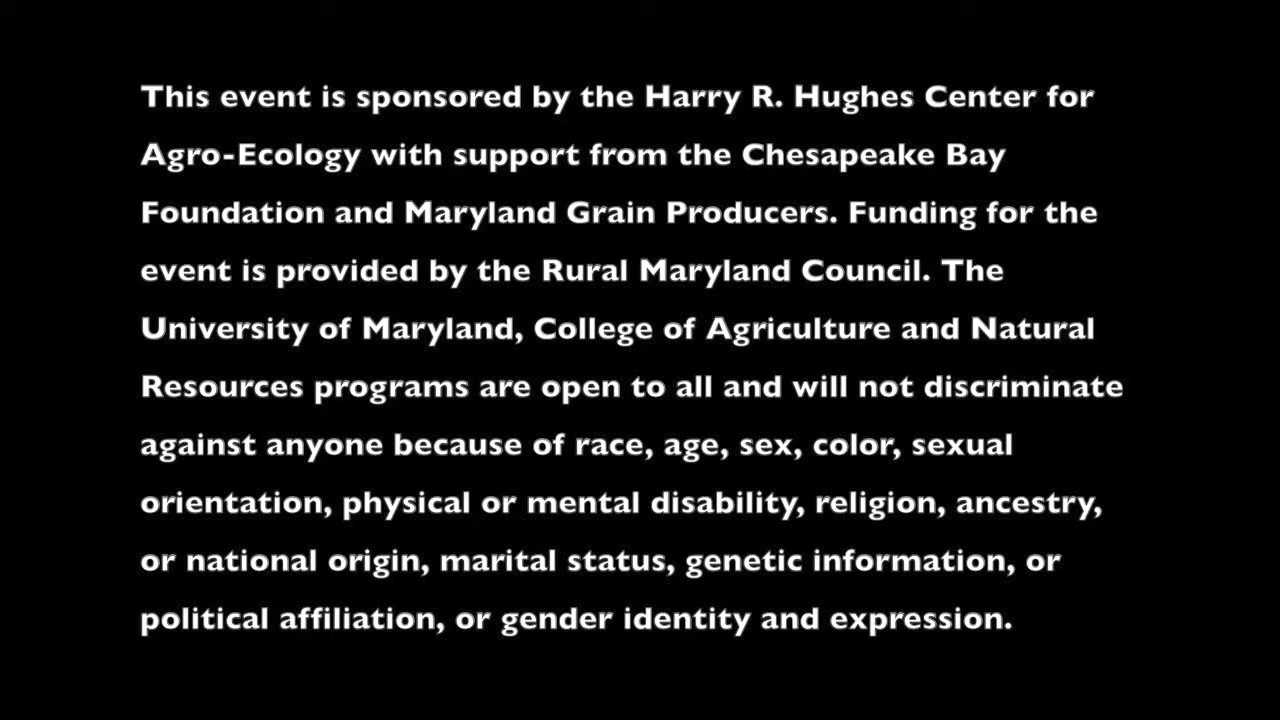 This event is sponsored by the Harry R. Hughes Center for
Agro-Ecology with support from the Chesapeake Bay
Foundation and Maryland Grain Producers. Funding for the
event is provided by the Rural Maryland Council. The
University of Maryland, College of Agriculture and Natural
Resources programs are open to all and will not discriminate
against anyone because of race, age, sex, color, sexual
orientation, physical or mental disability, religion, ancestry,
or national origin, marital status, genetic information, or
political affiliation, or gender identity and expression.